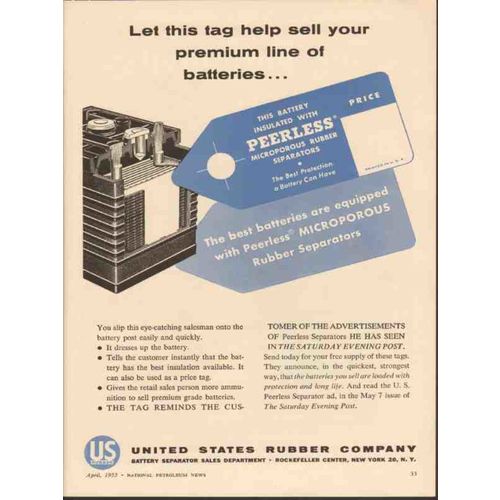 Let this tag help sell your
premium line of
batteries...
THIS BATTERY
INSULATED WITH
PEERLESS®
MICROPOROUS RUBBER
SEPARATORS
•
The Best Protection
a Battery Can Have
PRICE
PRINTED IN U.S.A.
The best batteries are equipped
with Peerless® MICROPOROUS
Rubber Separators
You slip this eye-catching salesman onto the
battery post easily and quickly.
• It dresses up the battery.
• Tells the customer instantly that the bat-
tery has the best insulation available. It
can also be used as a price tag.
• Gives the retail sales person more ammu-
nition to sell premium grade batteries.
• THE TAG REMINDS THE CUS-
TOMER OF THE ADVERTISEMENTS
OF Peerless Separators HE HAS SEEN
IN THE SATURDAY EVENING POST.
Send today for your free supply of these tags.
They announce, in the quickest, strongest
way, that the batteries you sell are loaded with
protection and long life. And read the U. S.
Peerless Separator ad, in the May 7 issue of
The Saturday Evening Post.
US
RUBBER
UNITED STATES RUBBER COMPANY
BATTERY SEPARATOR SALES DEPARTMENT • ROCKEFELLER CENTER, NEW YORK 20, N. Y.
April, 1955 • NATIONAL PETROLEUM NEWS
53